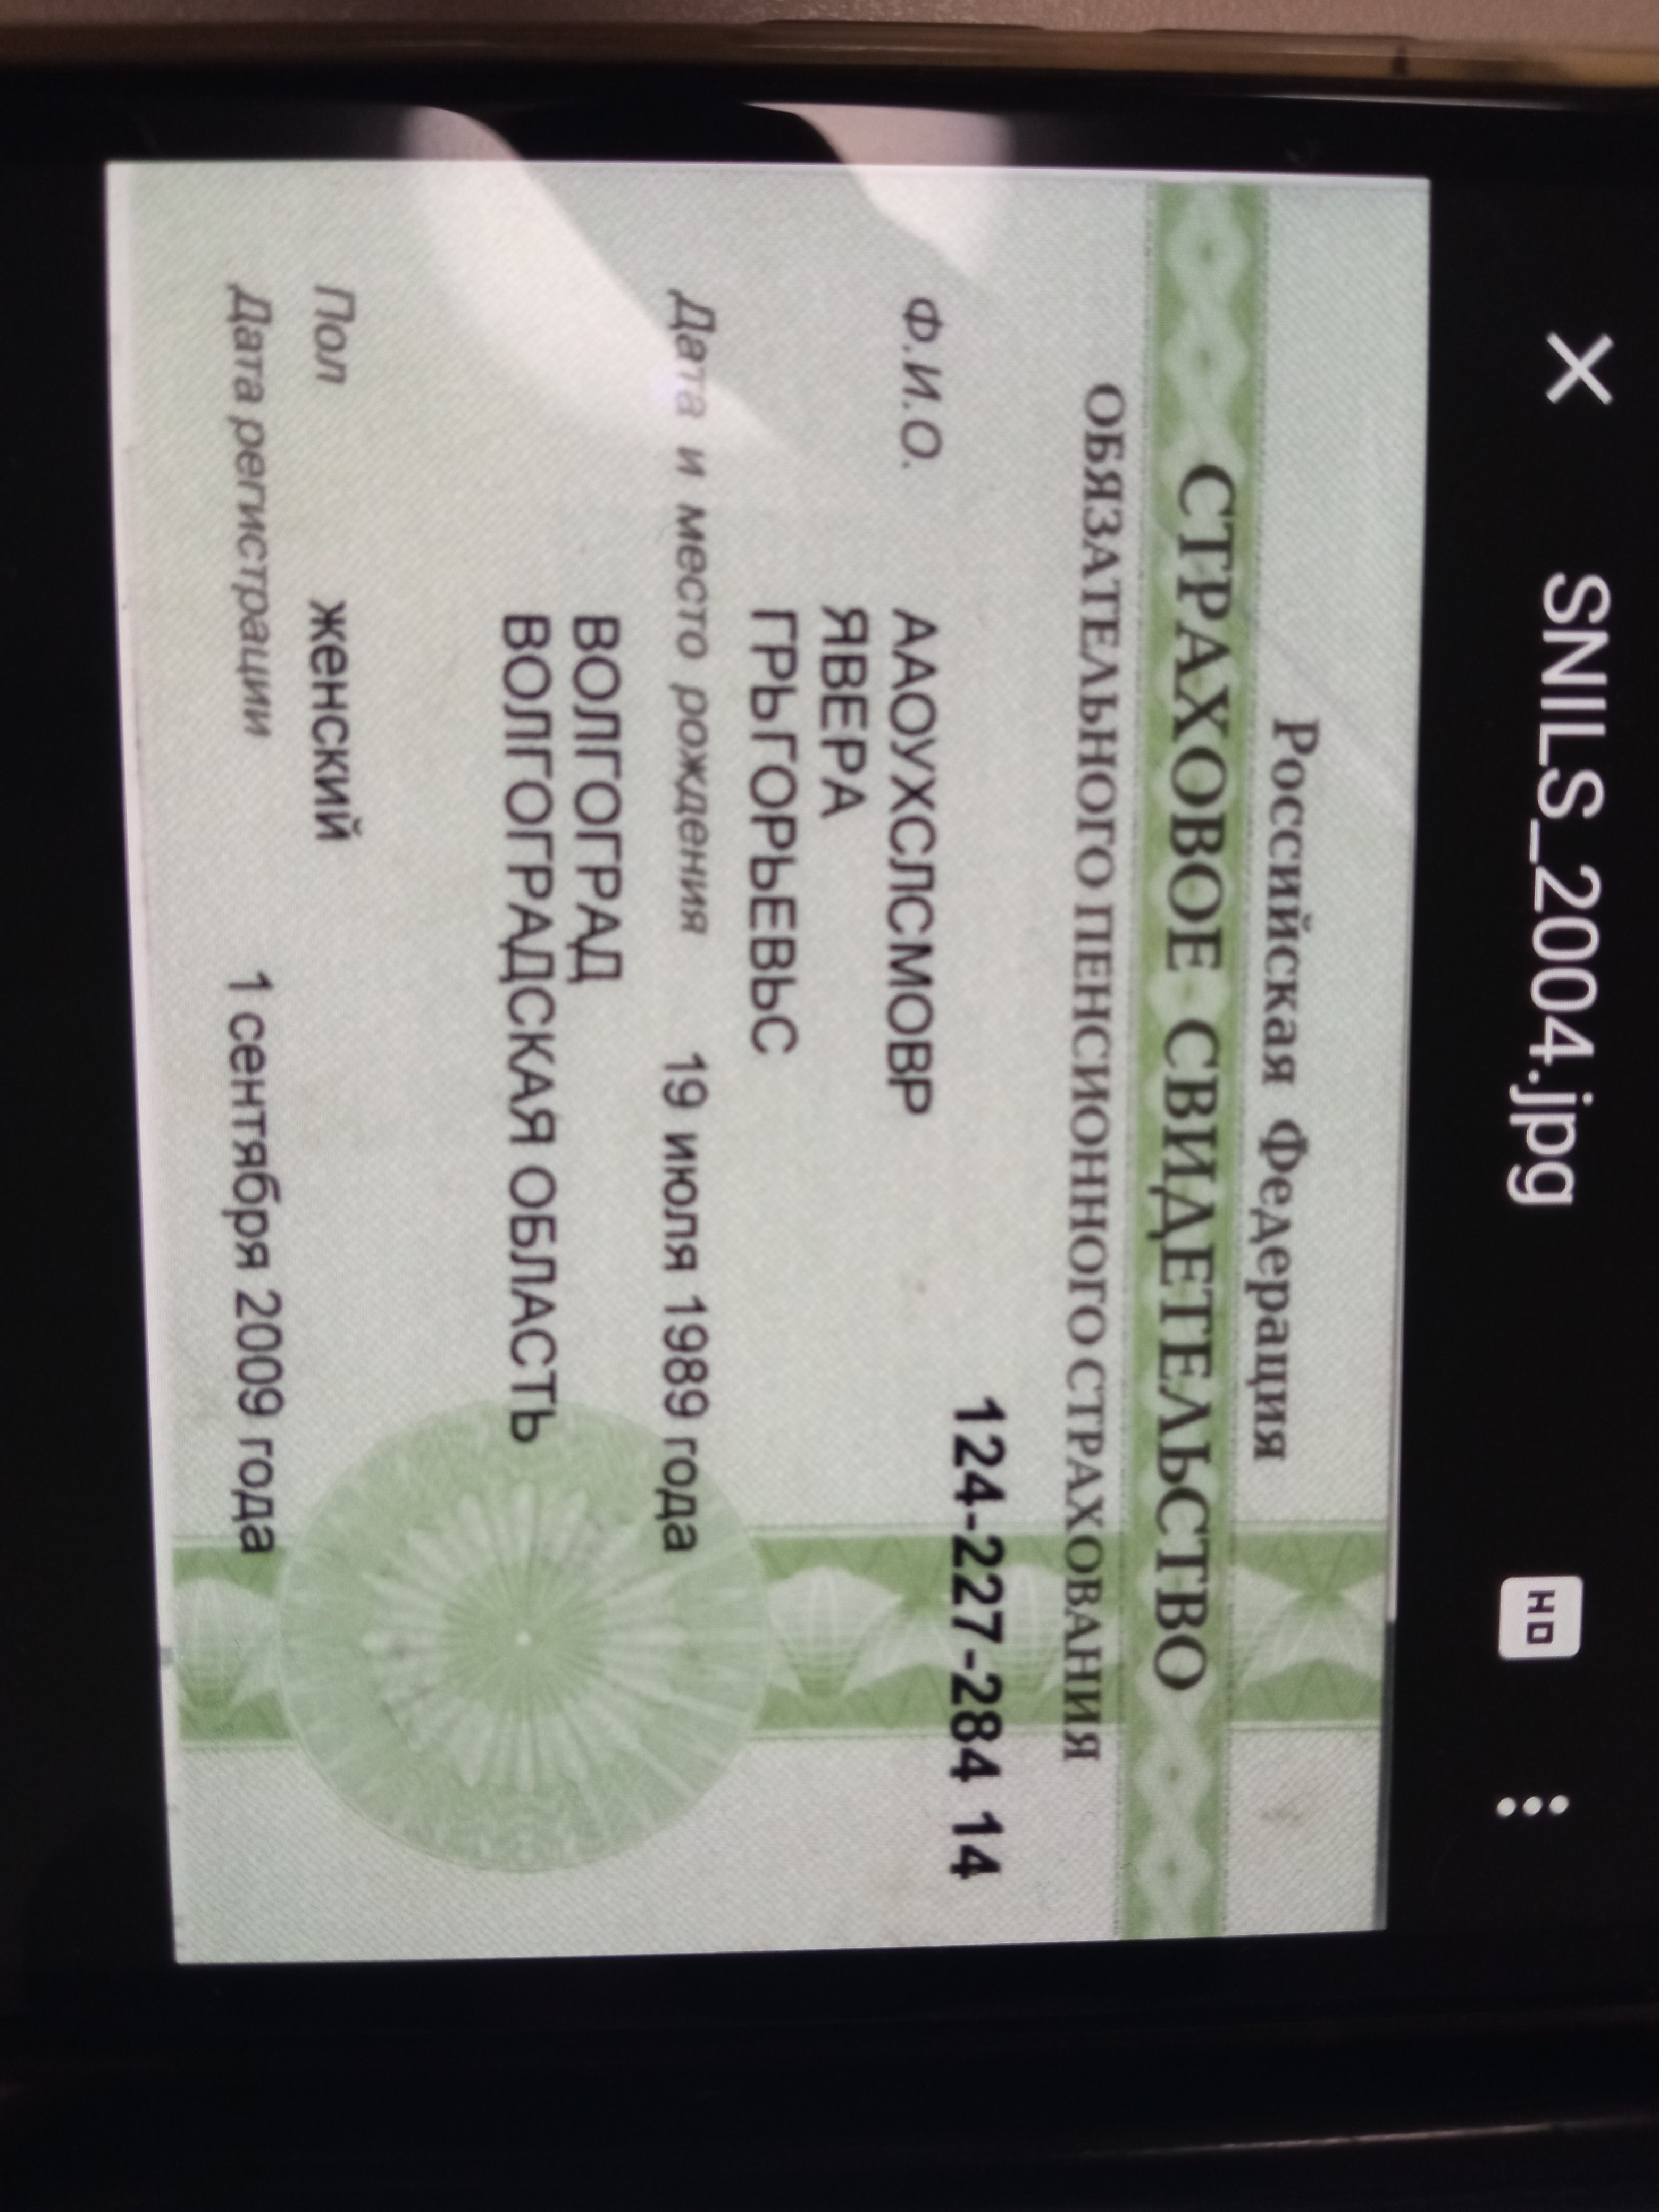 SNILS_2004.jpg
HD
Российская Федерация
СТРАХОВОЕ СВИДЕТЕЛЬСТВО
ОБЯЗАТЕЛЬНОГО ПЕНСИОННОГО СТРАХОВАНИЯ
124-227-284 14
Ф.И.О. ААОУХСЛСМОВР
ЯВЕРА
ГРЬГОРЬЕВЬС
Дата и место рождения 19 июля 1989 года
ВОЛГОГРАД
ВОЛГОГРАДСКАЯ ОБЛАСТЬ
Пол женский
Дата регистрации 1 сентября 2009 года